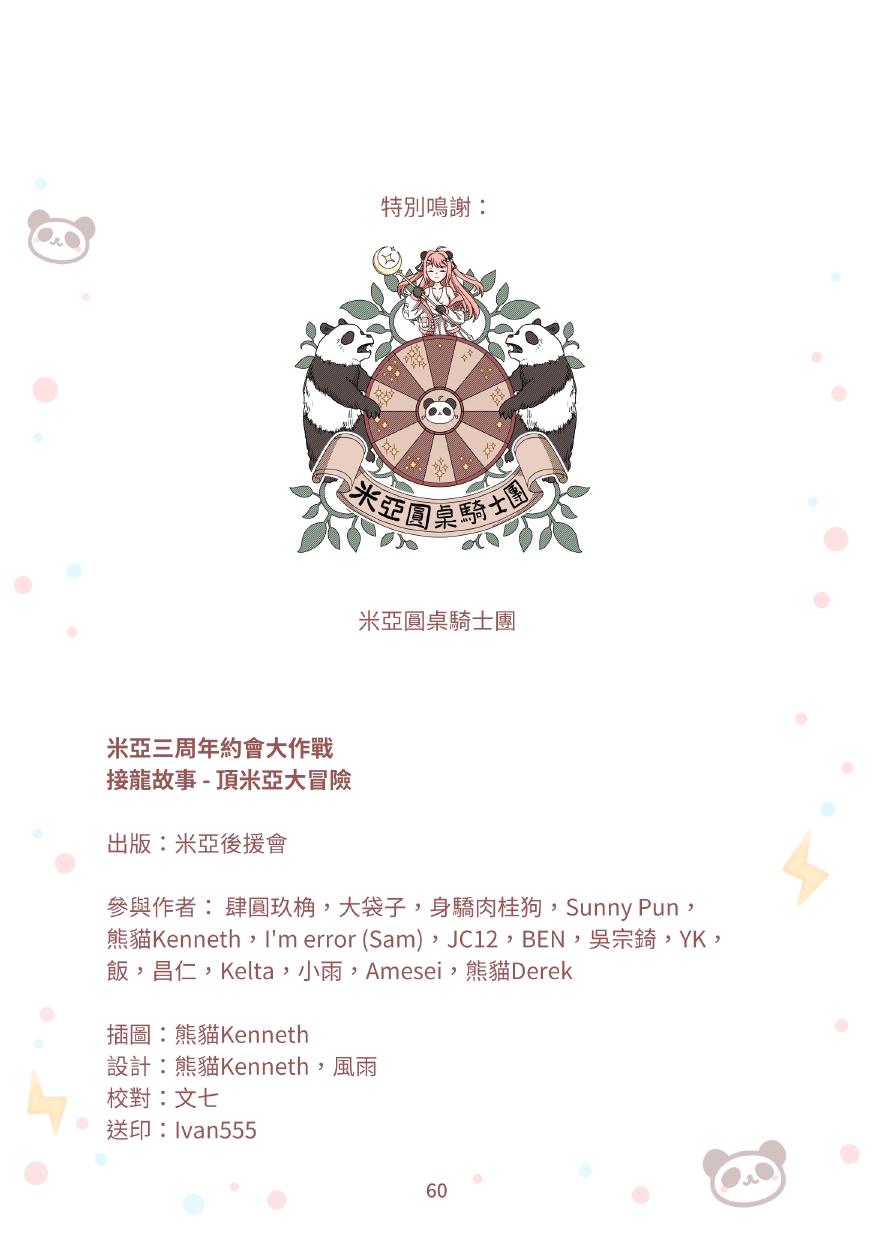 特別鳴謝：
米亞圓桌騎士團
米亞圓桌騎士團
米亞三周年約會大作戰
接龍故事 - 頂米亞大冒險
出版：米亞後援會
參與作者： 肆圓玖桷，大袋子，身驕肉桂狗，Sunny Pun，
熊貓Kenneth，I'm error (Sam)，JC12，BEN，吳宗錡，YK，
飯，昌仁，Kelta，小雨，Amesei，熊貓Derek
插圖：熊貓Kenneth
設計：熊貓Kenneth，風雨
校對：文七
送印：Ivan555
60